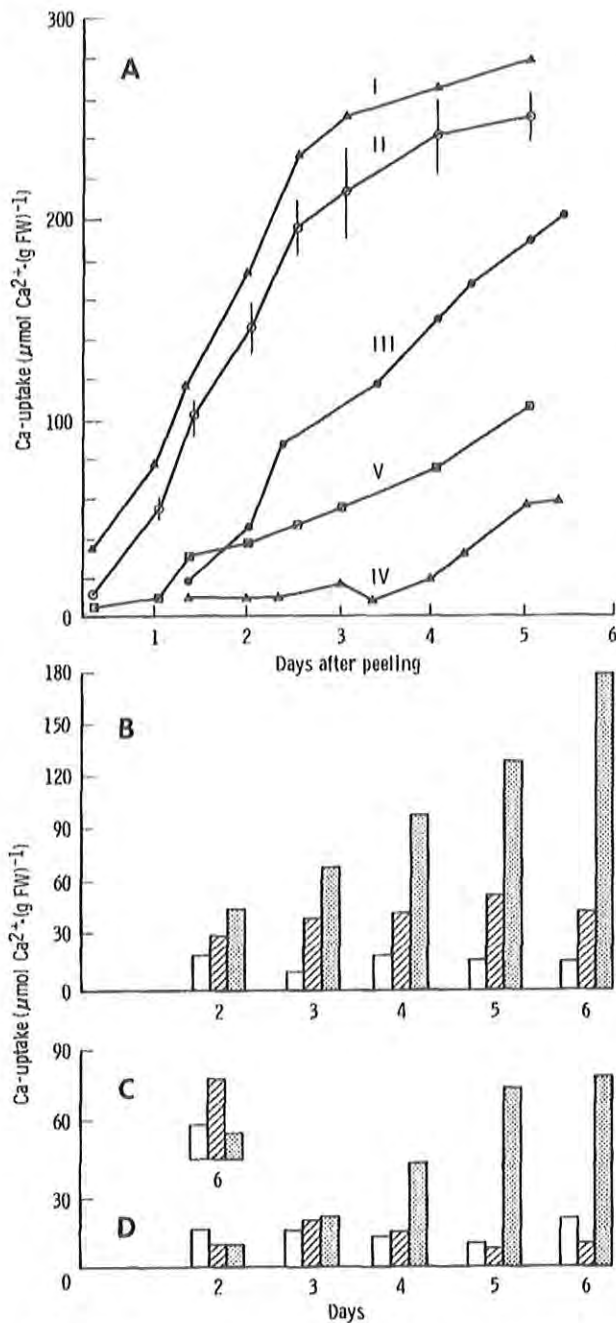 300
A
I
II
200
III
100
V
IV
0
1 2 3 4 5 6
Days after peeling
Ca-uptake (μmol Ca²⁺·(g FW)⁻¹)
180
B
150
120
90
60
30
0
2 3 4 5 6
Ca-uptake (μmol Ca²⁺·(g FW)⁻¹)
90
C
60
6
30
D
0
2 3 4 5 6
Days